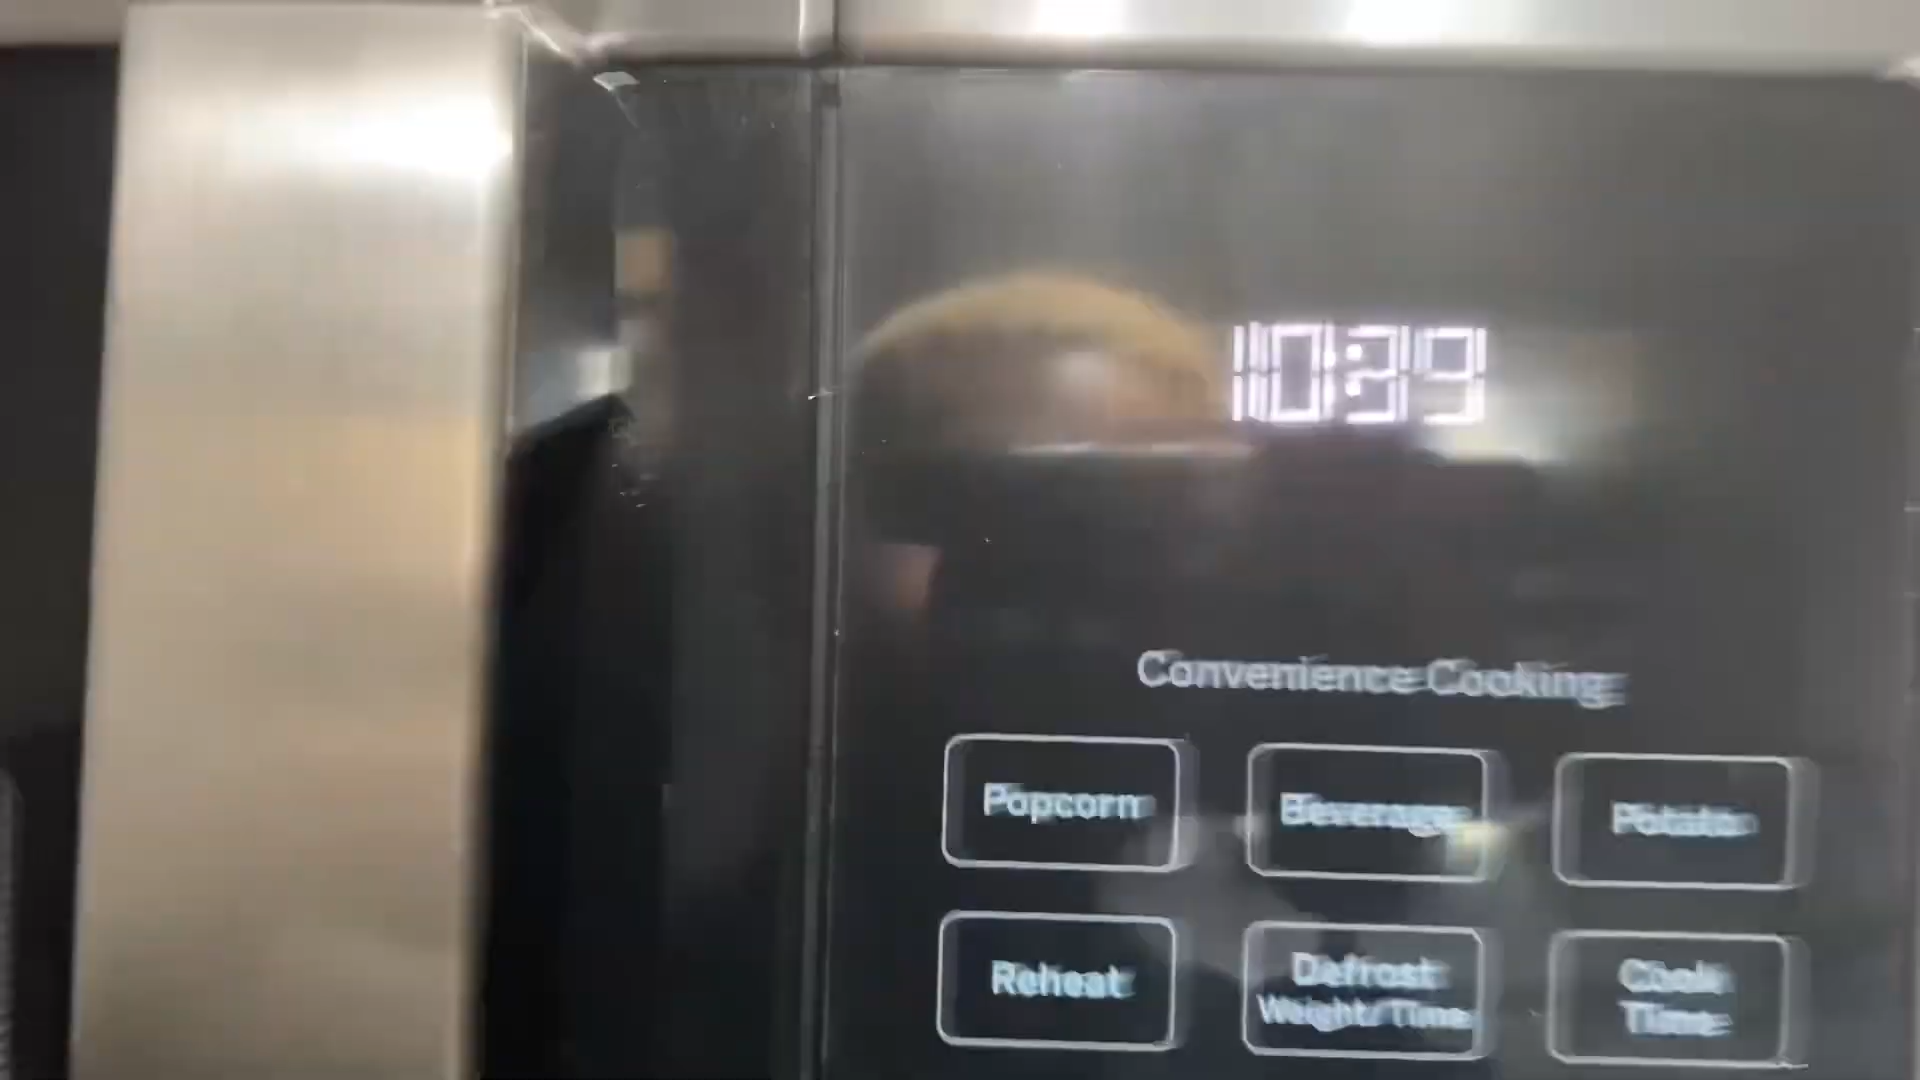 10:39
Convenience Cooking
Popcorn
Beverage
Potato
Reheat
Defrost
Weight/Time
Cook
Time